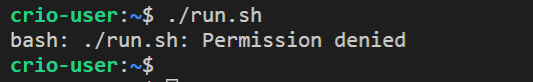 crio-user:~$ ./run.sh
bash: ./run.sh: Permission denied
crio-user:~$